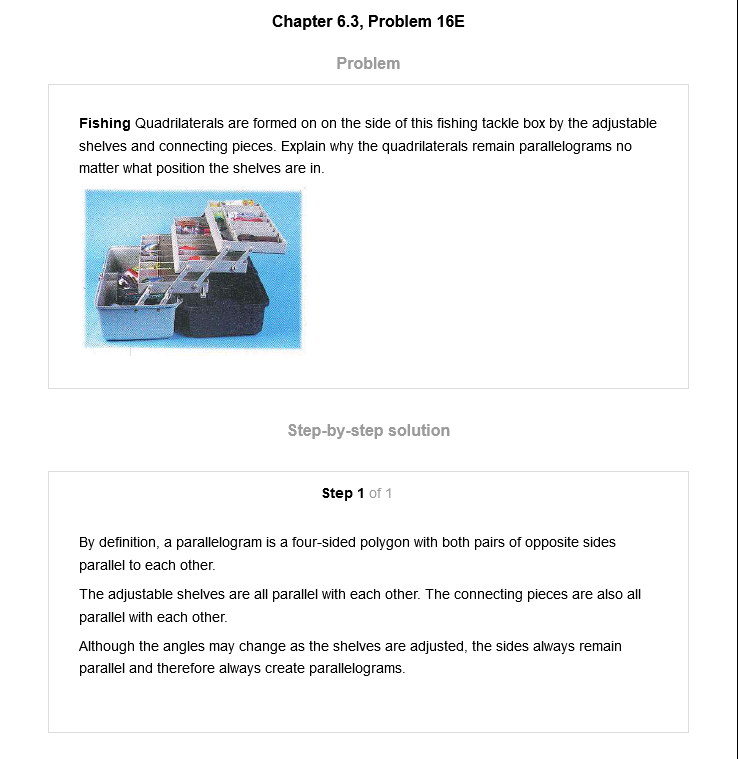 Chapter 6.3, Problem 16E
Problem
Fishing Quadrilaterals are formed on on the side of this fishing tackle box by the adjustable
shelves and connecting pieces. Explain why the quadrilaterals remain parallelograms no
matter what position the shelves are in.
Step-by-step solution
Step 1 of 1
By definition, a parallelogram is a four-sided polygon with both pairs of opposite sides
parallel to each other.
The adjustable shelves are all parallel with each other. The connecting pieces are also all
parallel with each other.
Although the angles may change as the shelves are adjusted, the sides always remain
parallel and therefore always create parallelograms.